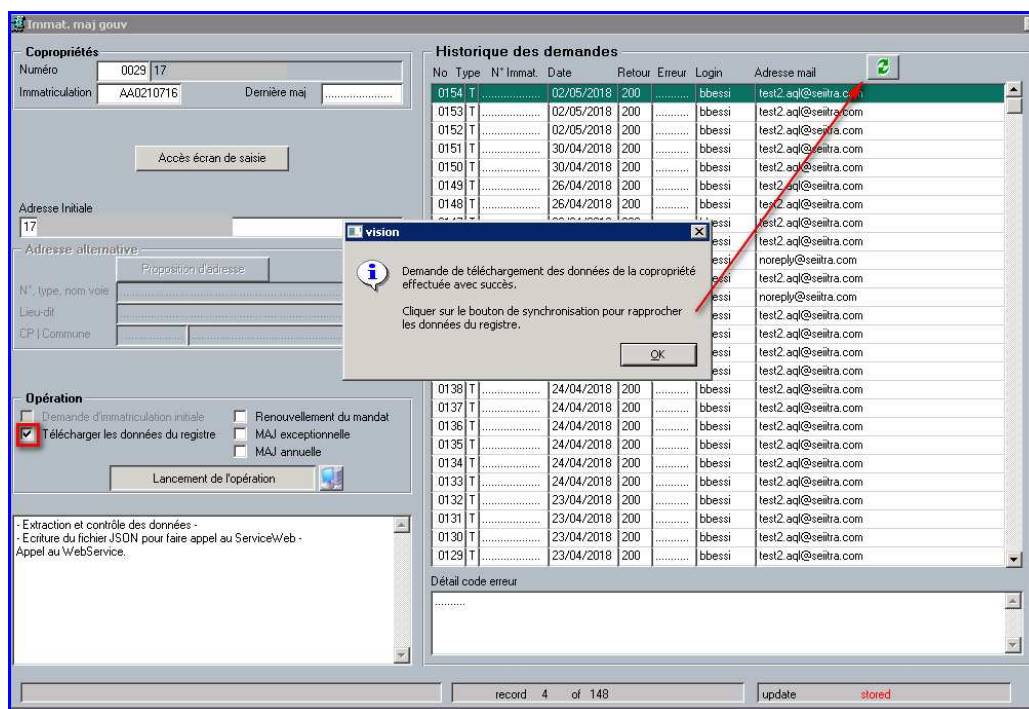 Immat. maj gouv
Copropriétés
Numéro 0029 17
Immatriculation AA0210716 Dernière maj .....................
Accès écran de saisie
Adresse Initiale
17
Adresse alternative
Proposition d'adresse
N°, type, nom voie
Lieu-dit
CP | Commune
Opération
Demande d'immatriculation initiale
Renouvellement du mandat
Télécharger les données du registre
MAJ exceptionnelle
MAJ annuelle
Lancement de l'opération
- Extraction et contrôle des données -
- Ecriture du fichier JSON pour faire appel au ServiceWeb -
Appel au WebService.
Historique des demandes
No Type N° Immat. Date Retour Erreur Login Adresse mail
0154 T .................. 02/05/2018 200 .......... bbessi test2.aql@seiitra.com
0153 T .................. 02/05/2018 200 .......... bbessi test2.aql@seiitra.com
0152 T .................. 02/05/2018 200 .......... bbessi test2.aql@seiitra.com
0151 T .................. 30/04/2018 200 .......... bbessi test2.aql@seiitra.com
0150 T .................. 30/04/2018 200 .......... bbessi test2.aql@seiitra.com
0149 T .................. 26/04/2018 200 .......... bbessi test2.aql@seiitra.com
0148 T .................. 26/04/2018 200 .......... bbessi test2.aql@seiitra.com
test2.aql@seiitra.com
test2.aql@seiitra.com
noreply@seiitra.com
test2.aql@seiitra.com
noreply@seiitra.com
test2.aql@seiitra.com
test2.aql@seiitra.com
test2.aql@seiitra.com
test2.aql@seiitra.com
vision
Demande de téléchargement des données de la copropriété
effectuée avec succès.
Cliquer sur le bouton de synchronisation pour rapprocher
les données du registre.
OK
0138 T .................. 24/04/2018 200 .......... bbessi test2.aql@seiitra.com
0137 T .................. 24/04/2018 200 .......... bbessi test2.aql@seiitra.com
0136 T .................. 24/04/2018 200 .......... bbessi test2.aql@seiitra.com
0135 T .................. 24/04/2018 200 .......... bbessi test2.aql@seiitra.com
0134 T .................. 24/04/2018 200 .......... bbessi test2.aql@seiitra.com
0133 T .................. 24/04/2018 200 .......... bbessi test2.aql@seiitra.com
0132 T .................. 23/04/2018 200 .......... bbessi test2.aql@seiitra.com
0131 T .................. 23/04/2018 200 .......... bbessi test2.aql@seiitra.com
0130 T .................. 23/04/2018 200 .......... bbessi test2.aql@seiitra.com
0129 T .................. 23/04/2018 200 .......... bbessi test2.aql@seiitra.com
Détail code erreur
..........
record 4 of 148
update stored